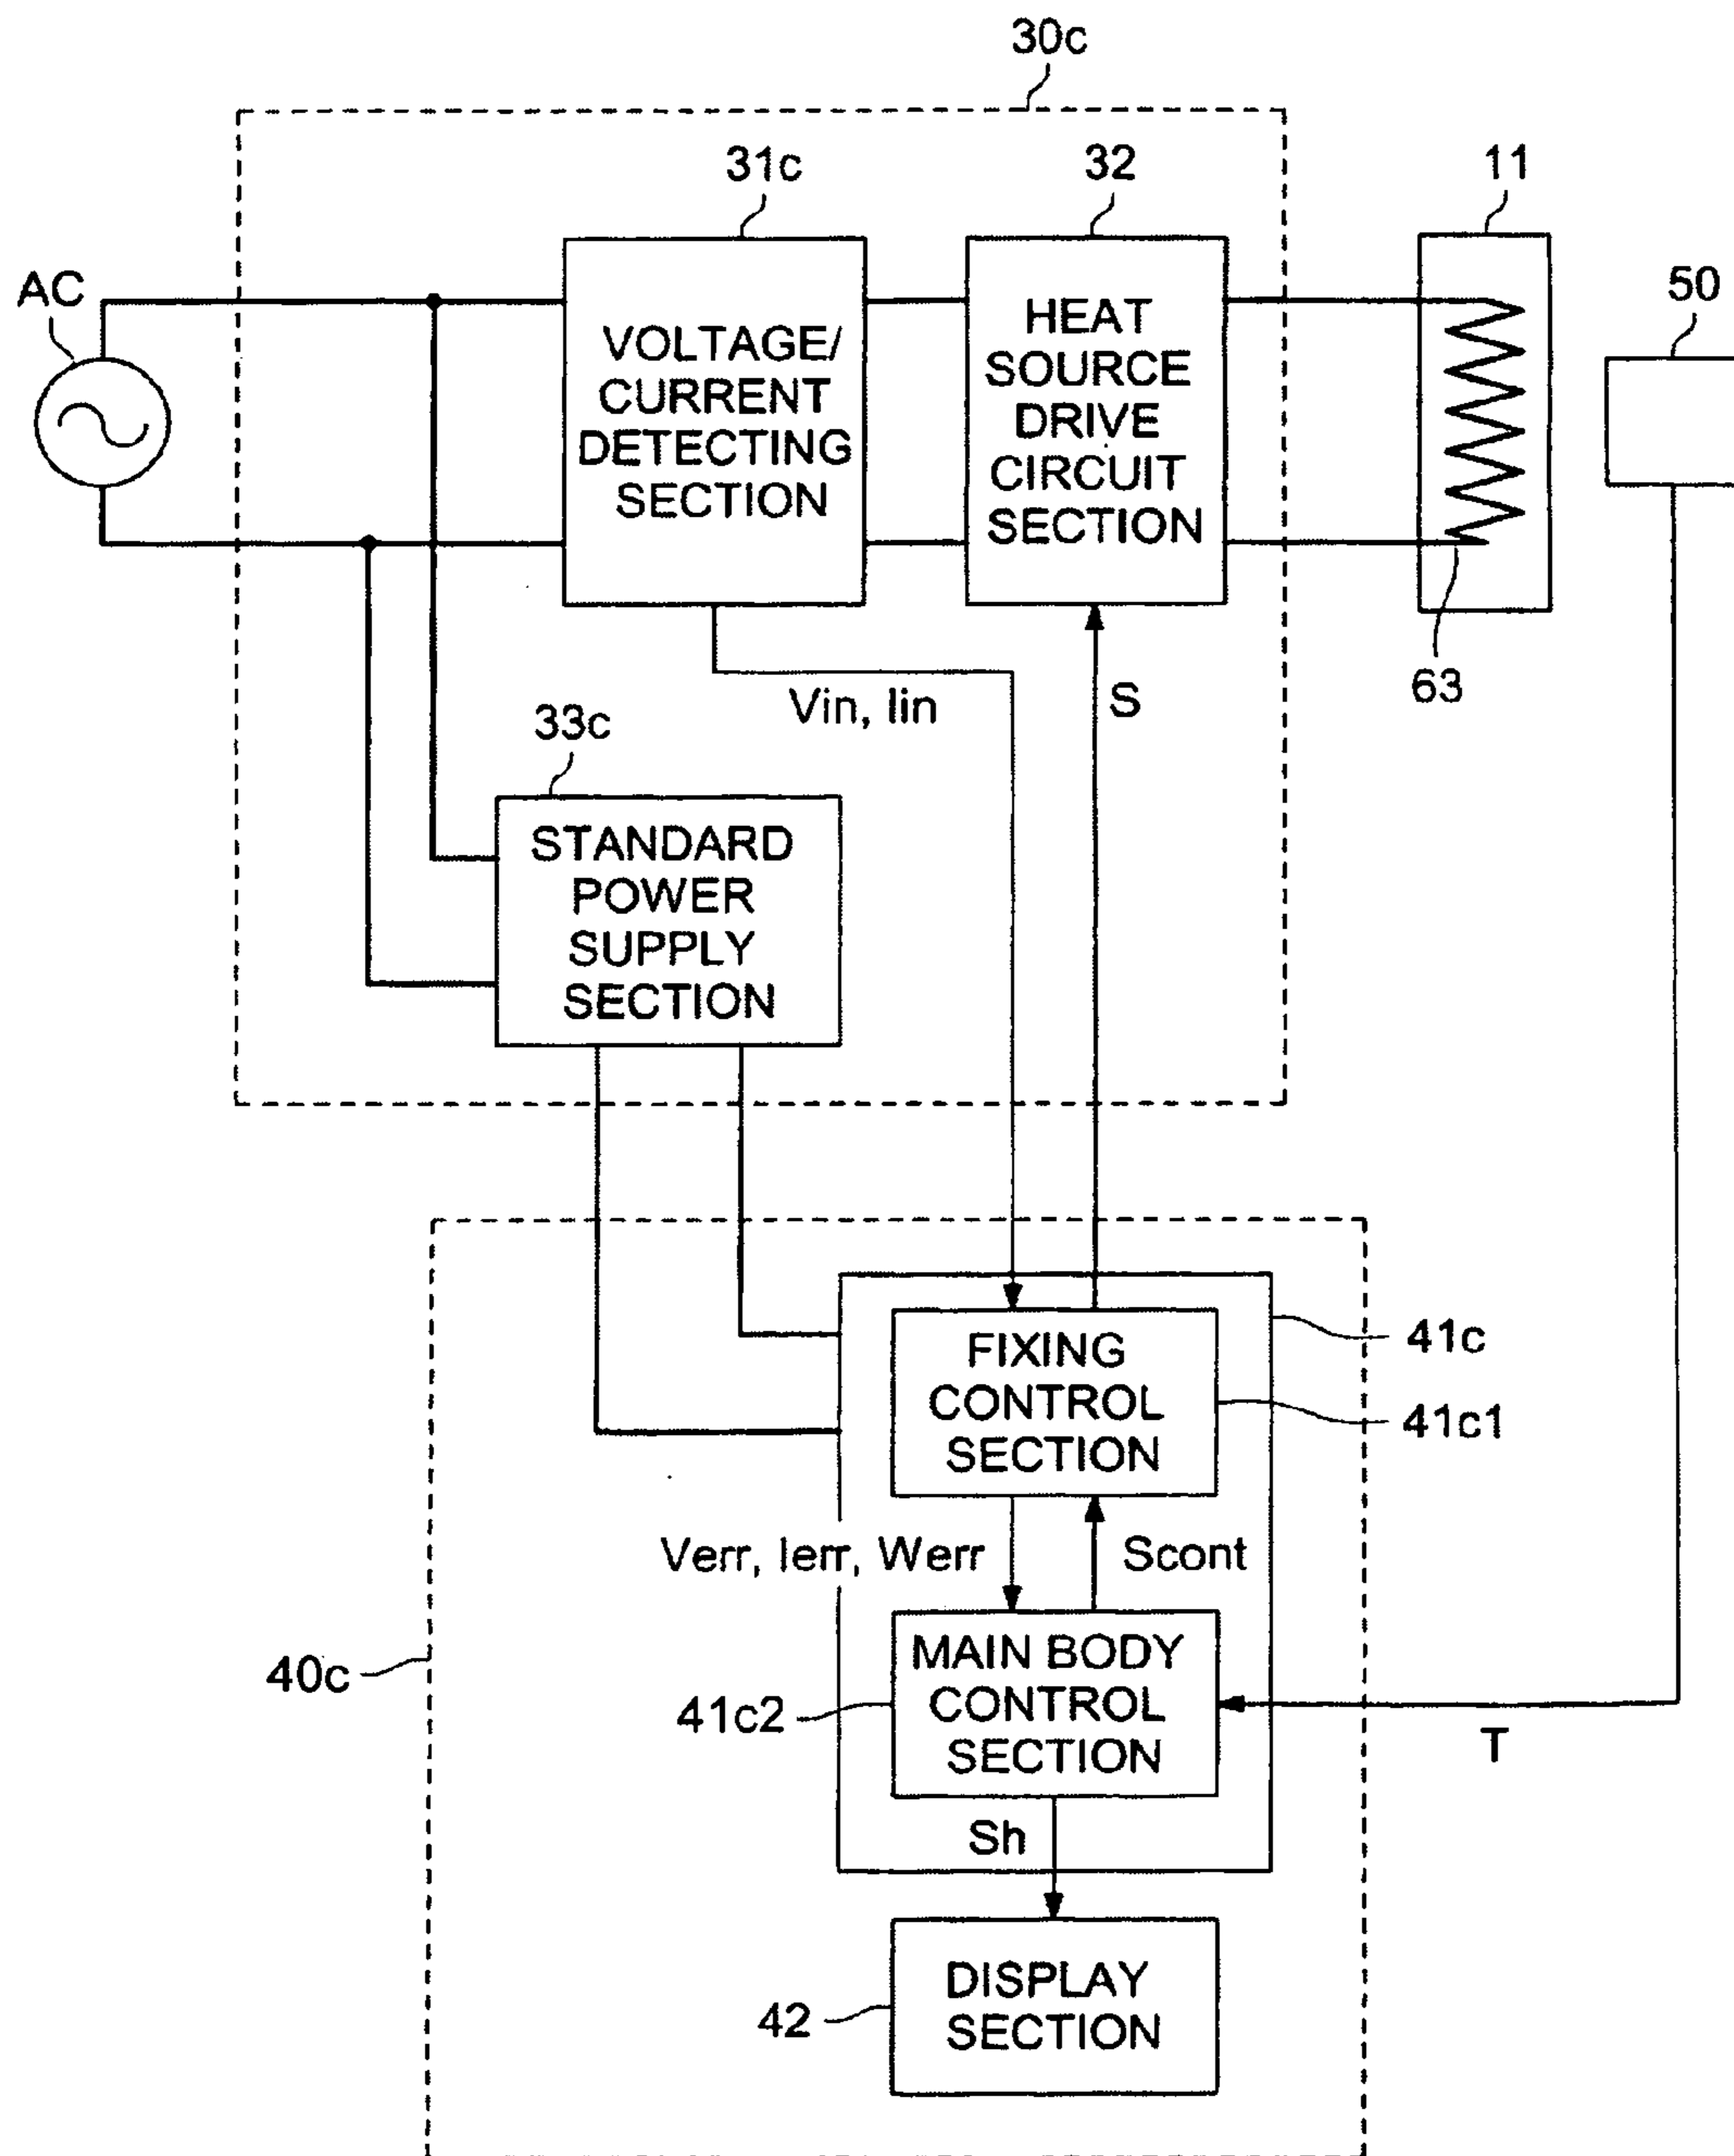 30c
31c
32
11
AC
50
VOLTAGE/
CURRENT
DETECTING
SECTION
HEAT
SOURCE
DRIVE
CIRCUIT
SECTION
63
Vin, Iin
S
33c
STANDARD
POWER
SUPPLY
SECTION
FIXING
CONTROL
SECTION
41c
41c1
Verr, Ierr, Werr
Scont
MAIN BODY
CONTROL
SECTION
40c
41c2
T
Sh
DISPLAY
SECTION
42